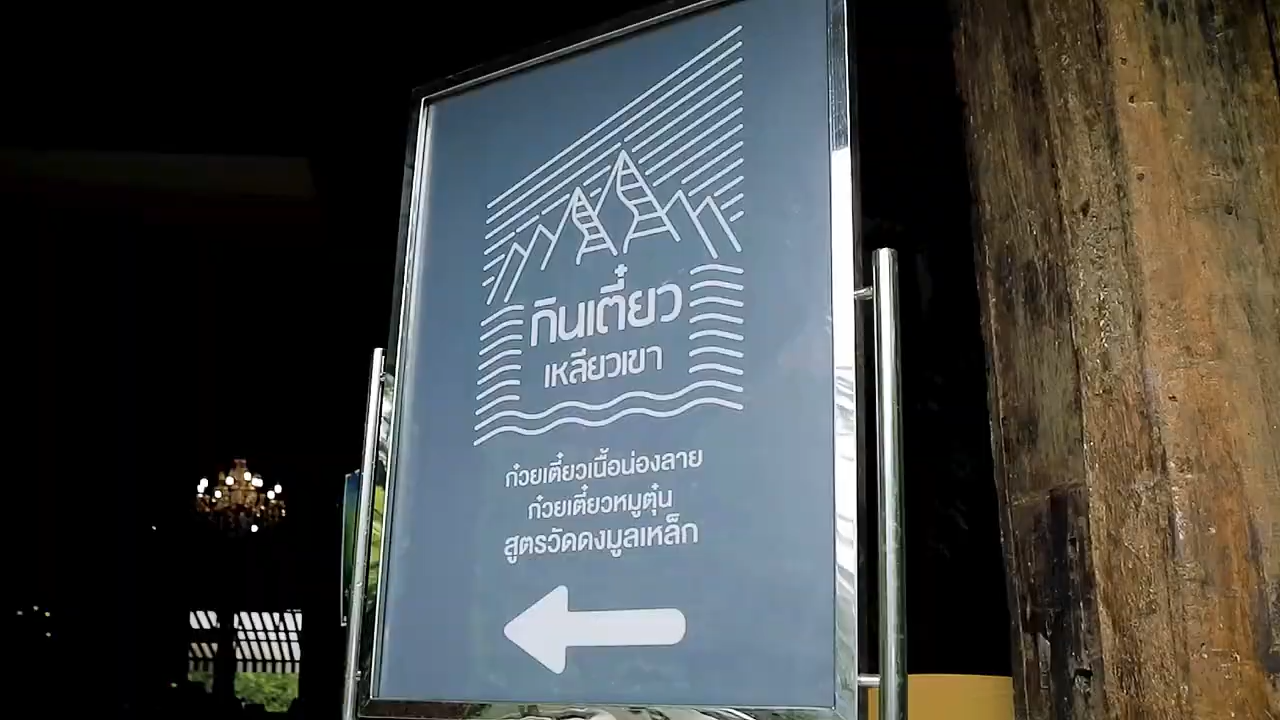 กินเตี๋ยว
เหลียวเขา
ก๋วยเตี๋ยวเนื้อน่องลาย
ก๋วยเตี๋ยวหมูตุ๋น
สูตรวัดดงมูลเหล็ก